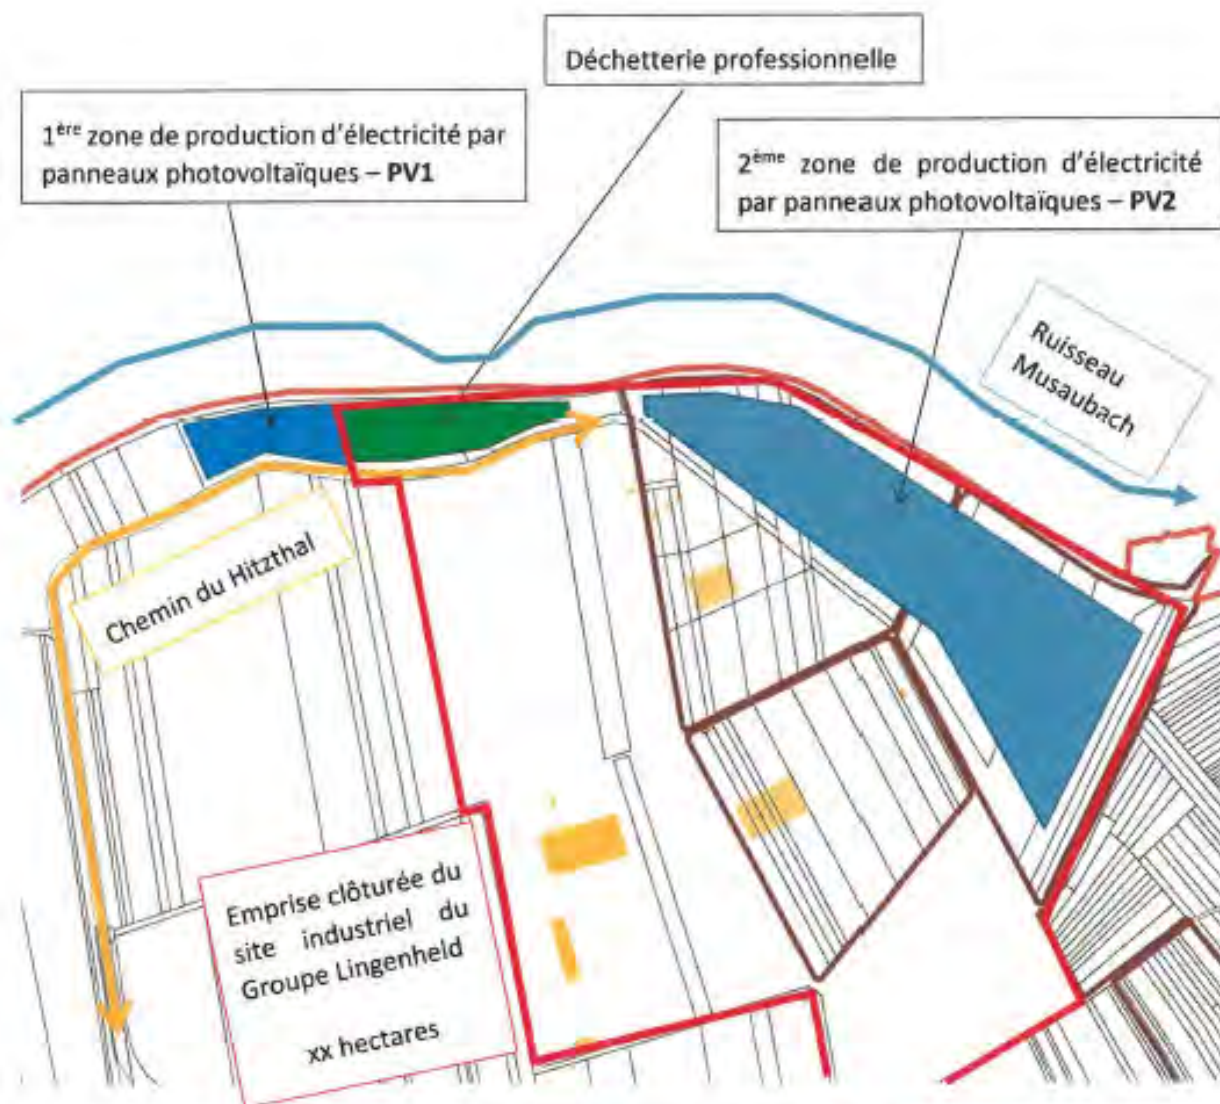 Déchetterie professionnelle
1ère zone de production d'électricité par
panneaux photovoltaïques – PV1
2ème zone de production d'électricité
par panneaux photovoltaïques – PV2
Ruisseau
Musaubach
Chemin du Hitzthal
Emprise clôturée du
site industriel du
Groupe Lingenheld
xx hectares